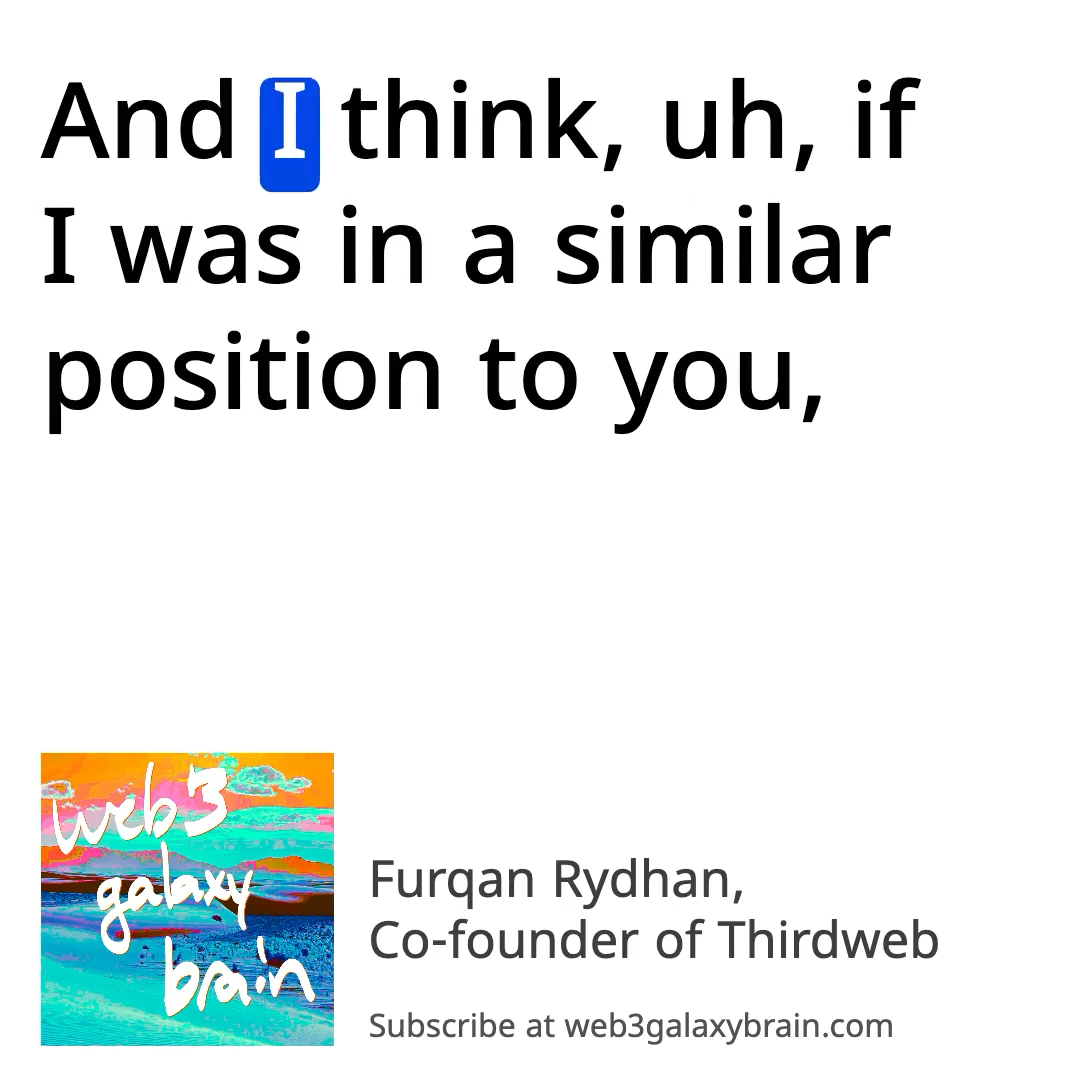 And I think, uh, if
I was in a similar
position to you,
web3
galaxy
brain
Furqan Rydhan,
Co-founder of Thirdweb
Subscribe at web3galaxybrain.com